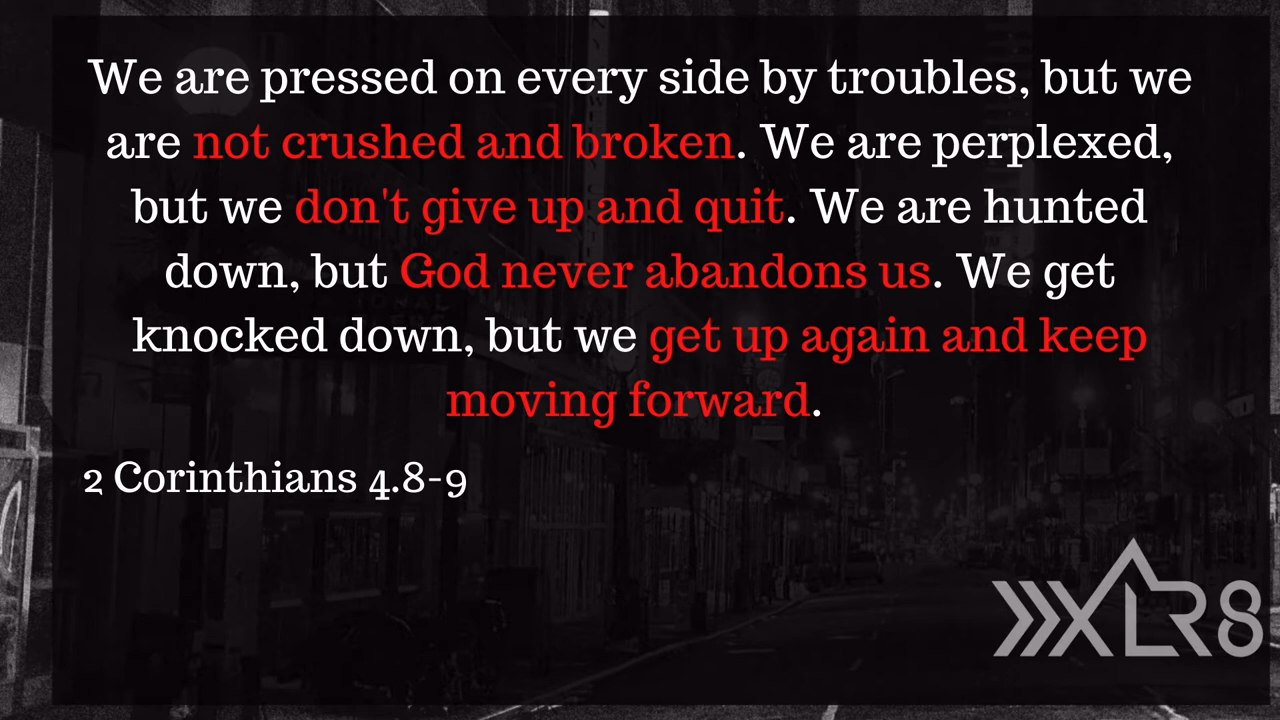 We are pressed on every side by troubles, but we
are not crushed and broken. We are perplexed,
but we don't give up and quit. We are hunted
down, but God never abandons us. We get
knocked down, but we get up again and keep
moving forward.
2 Corinthians 4.8-9
XLR8